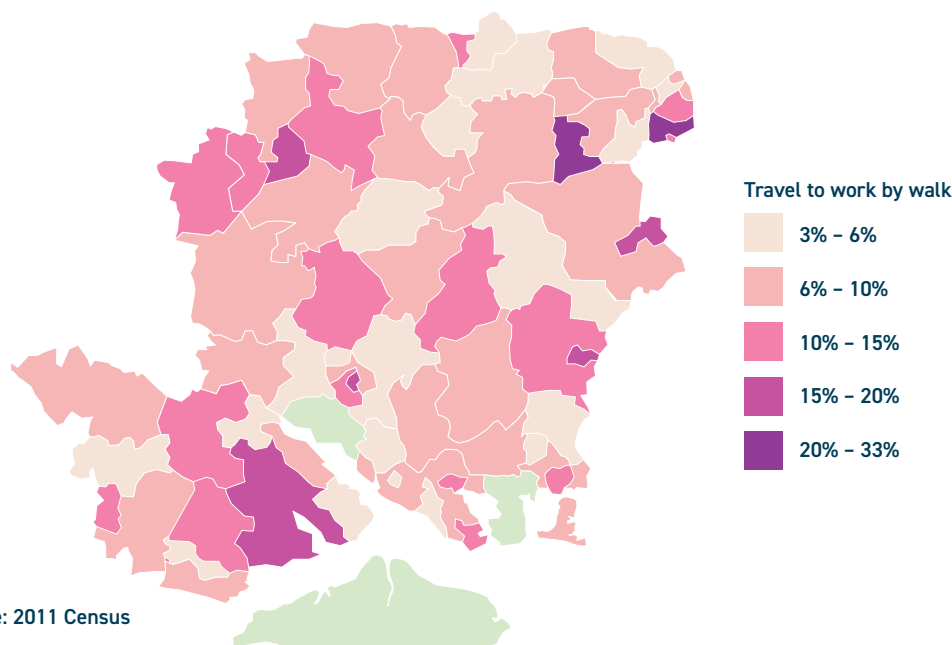 Travel to work by walk
3% – 6%
6% – 10%
10% – 15%
15% – 20%
20% – 33%
: 2011 Census